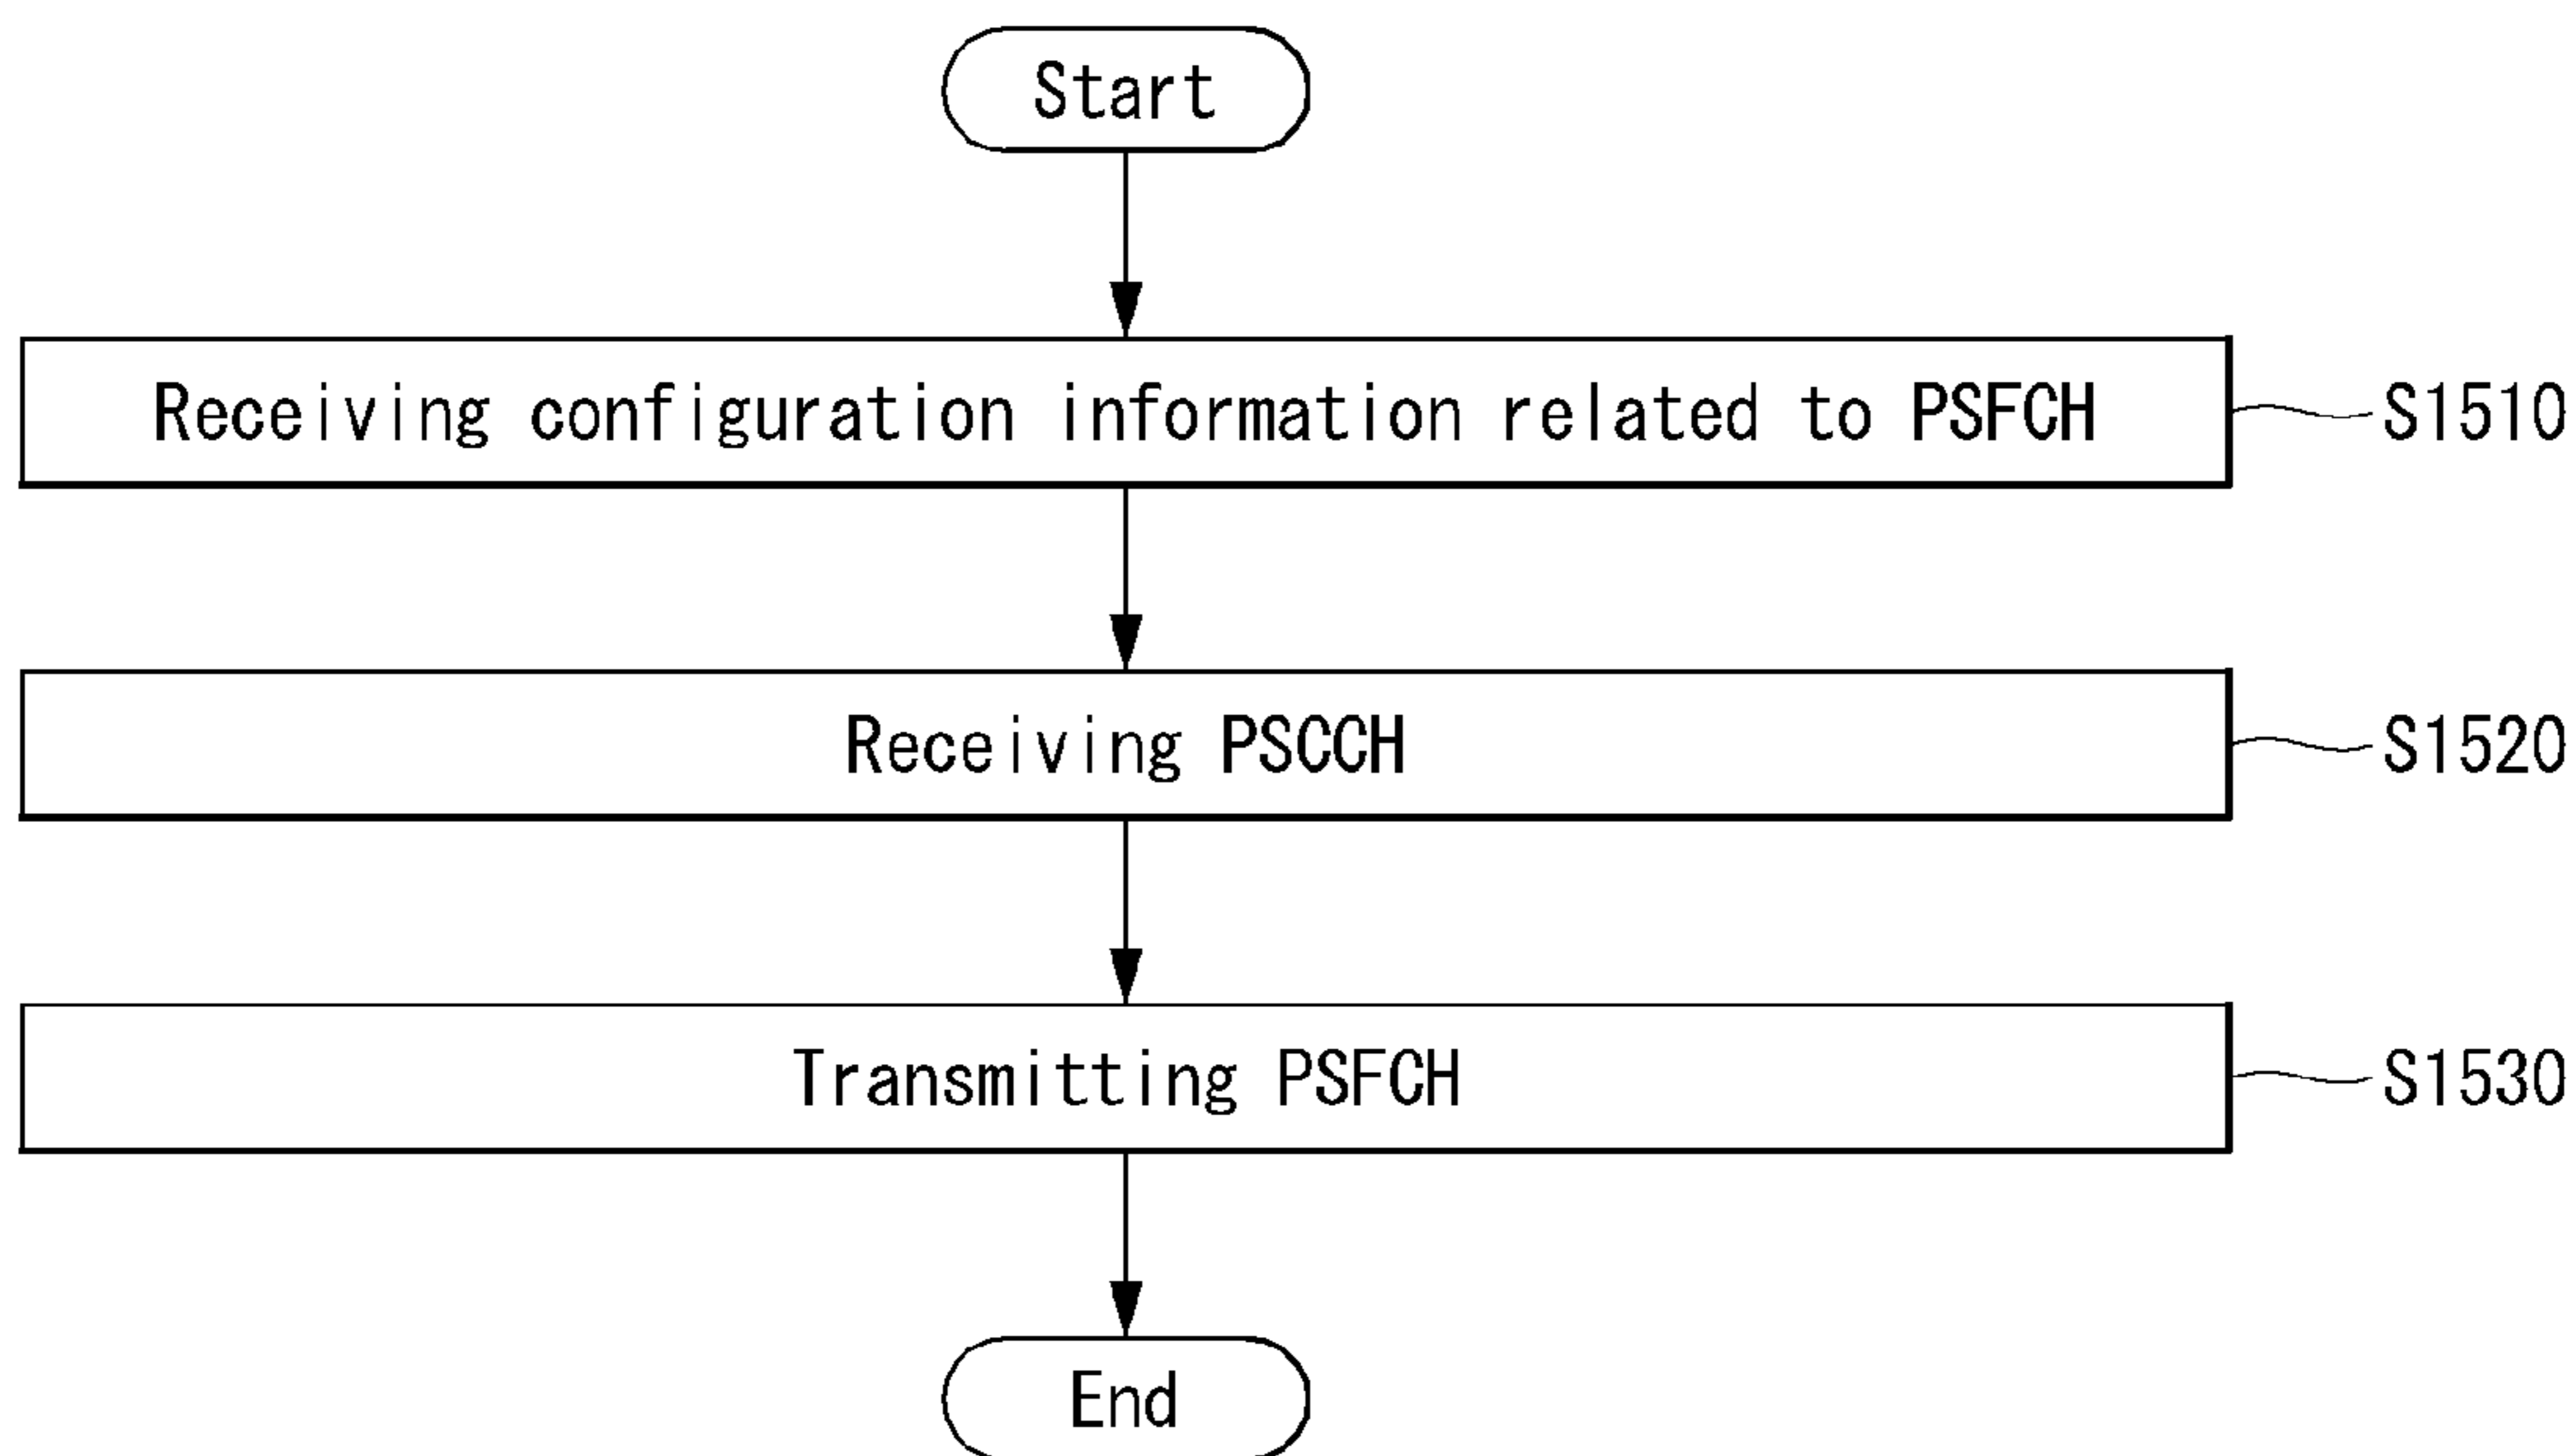 Start
Receiving configuration information related to PSFCH
S1510
Receiving PSCCH
S1520
Transmitting PSFCH
S1530
End